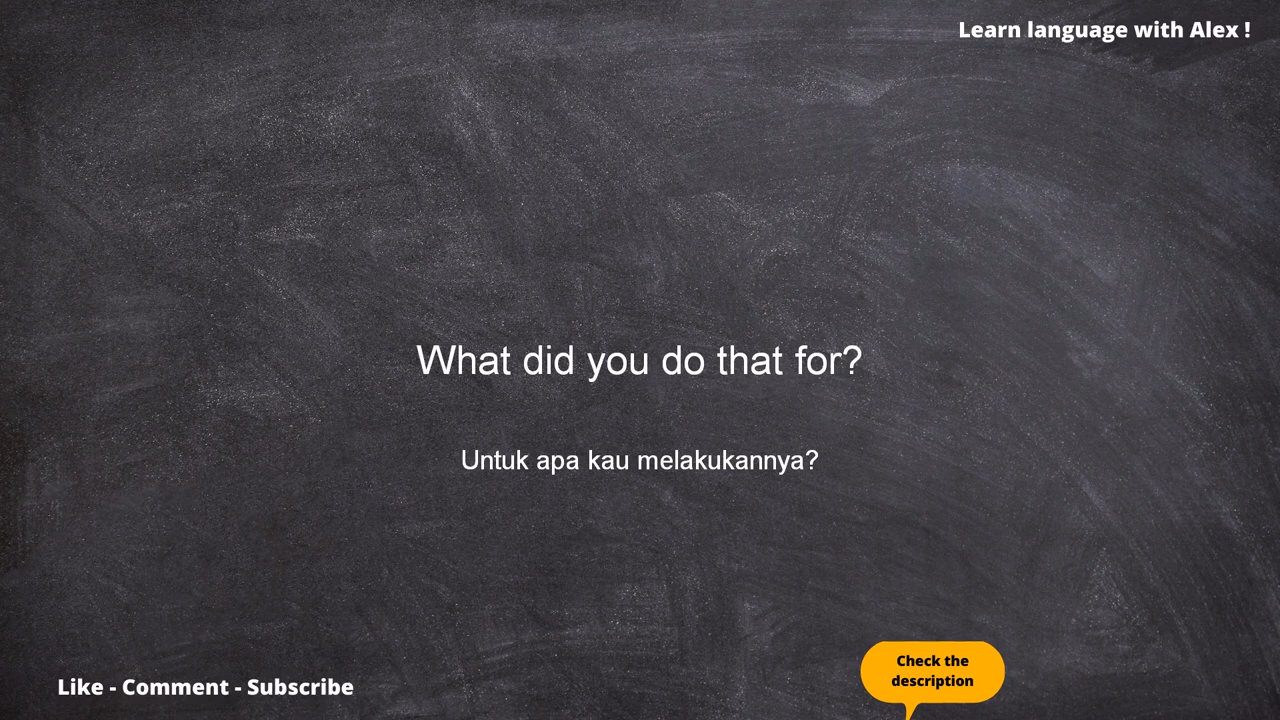 Learn language with Alex !
What did you do that for?
Untuk apa kau melakukannya?
Like - Comment - Subscribe
Check the
description